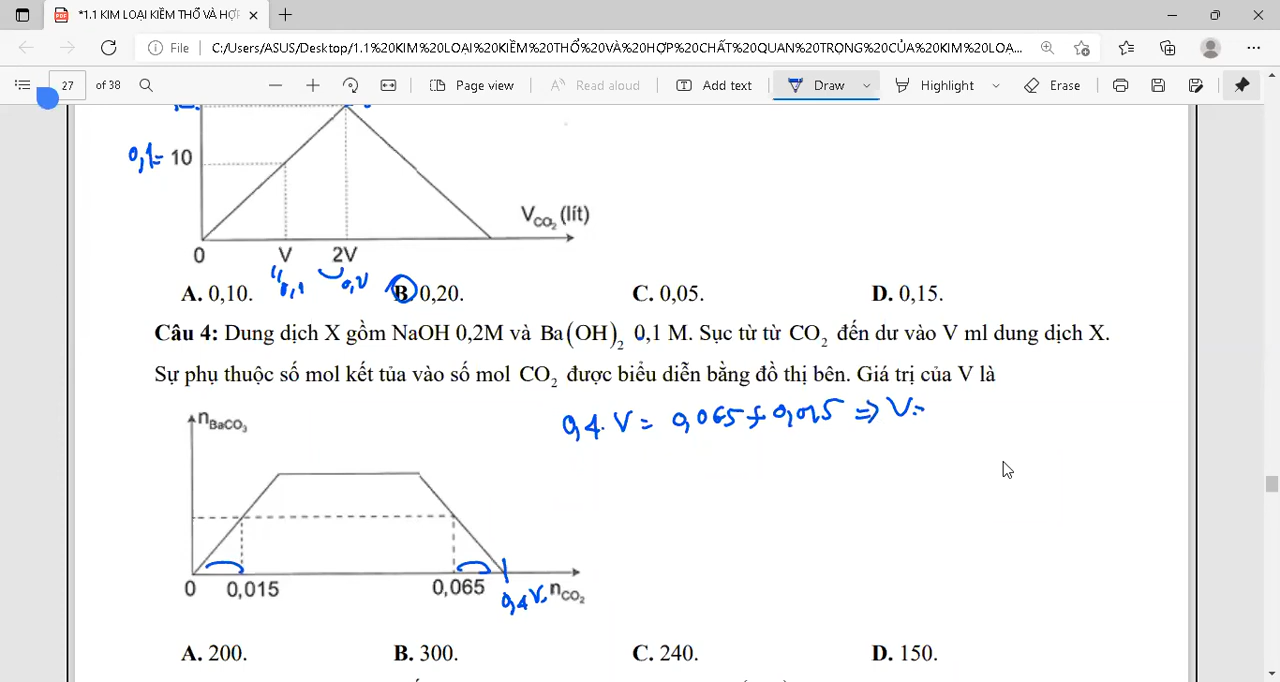 *1.1 KIM LOẠI KIỀM THỔ VÀ HỢP
File C:/Users/ASUS/Desktop/1.1%20KIM%20LOẠI%20KIỀM%20THỔ%20VÀ%20HỢP%20CHẤT%20QUAN%20TRỌNG%20CỦA%20KIM%20LOẠ...
27 of 38 Page view Read aloud Add text Draw Highlight Erase
0,1= 10
V_CO₂ (lít)
0 V 2V
0,1
A. 0,10. B. 0,20. C. 0,05. D. 0,15.
Câu 4: Dung dịch X gồm NaOH 0,2M và Ba(OH)₂ 0,1 M. Sục từ từ CO₂ đến dư vào V ml dung dịch X.
Sự phụ thuộc số mol kết tủa vào số mol CO₂ được biểu diễn bằng đồ thị bên. Giá trị của V là
0,4. V = 0,065 + 0,015 => V=
n_BaCO₃
0 0,015 0,065 0,4V. n_CO₂
A. 200. B. 300. C. 240. D. 150.